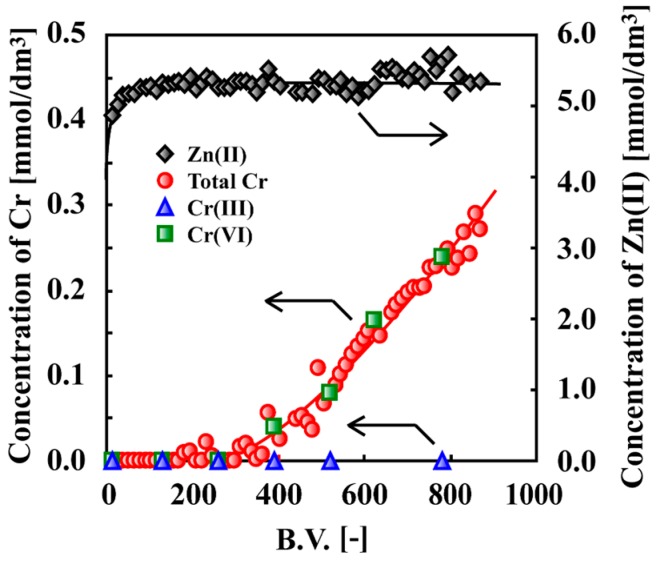 Concentration of Cr [mmol/dm³]
0.5
0.4
0.3
0.2
0.1
0.0
Zn(II)
Total Cr
Cr(III)
Cr(VI)
6.0
5.0
4.0
3.0
2.0
1.0
0.0
Concentration of Zn(II) [mmol/dm³]
0 200 400 600 800 1000
B.V. [-]